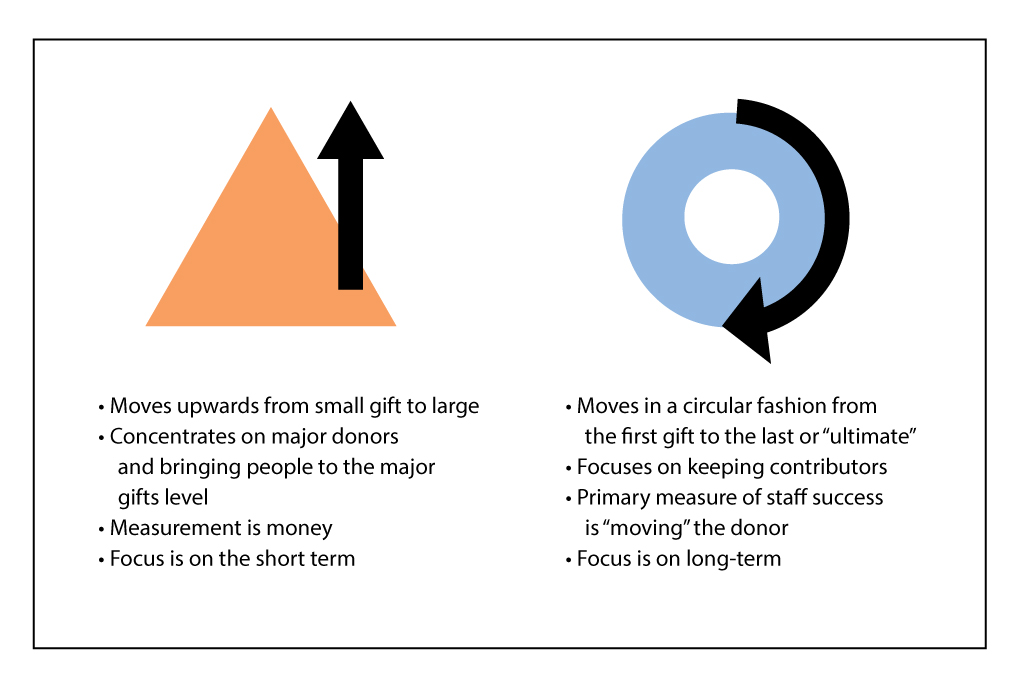 • Moves upwards from small gift to large
• Concentrates on major donors
and bringing people to the major
gifts level
• Measurement is money
• Focus is on the short term
• Moves in a circular fashion from
the first gift to the last or “ultimate”
• Focuses on keeping contributors
• Primary measure of staff success
is “moving” the donor
• Focus is on long-term